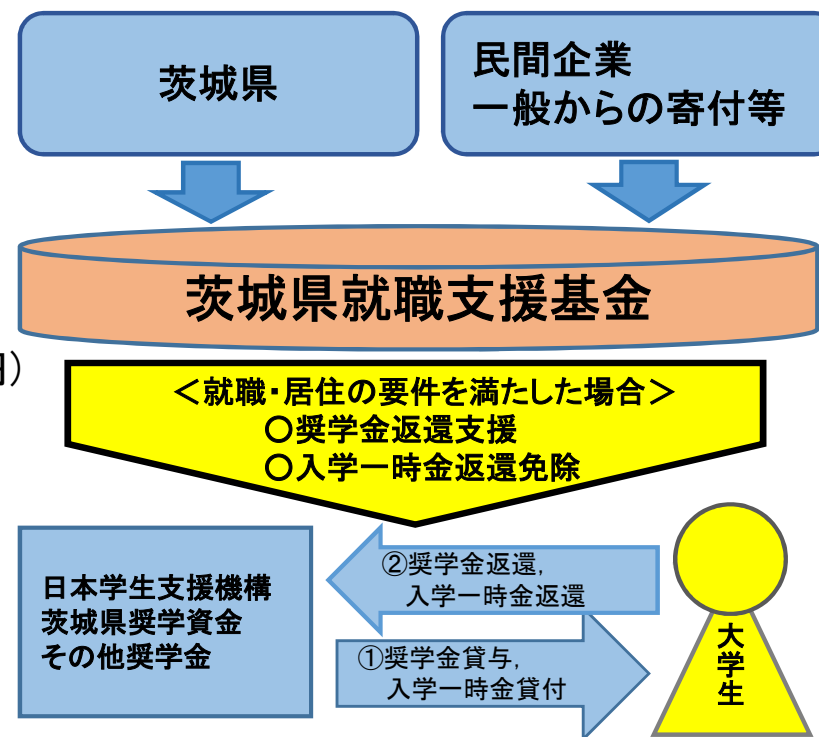 茨城県
民間企業
一般からの寄付等
茨城県就職支援基金
円）
＜就職・居住の要件を満たした場合＞
○奨学金返還支援
○入学一時金返還免除
日本学生支援機構
茨城県奨学資金
その他奨学金
②奨学金返還，
入学一時金返還
①奨学金貸与，
入学一時金貸付
大学生